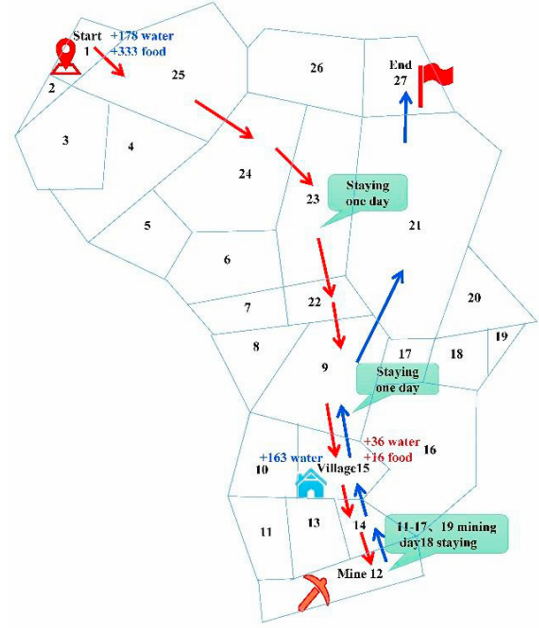 Start
1
+178 water
+333 food
2
25
26
End
27
3
4
24
23
Staying
one day
21
5
6
22
7
20
8
9
17
18
19
Staying
one day
10
+163 water
Village15
+36 water
+16 food
16
11
13
14
11-17、19 mining
day18 staying
Mine 12